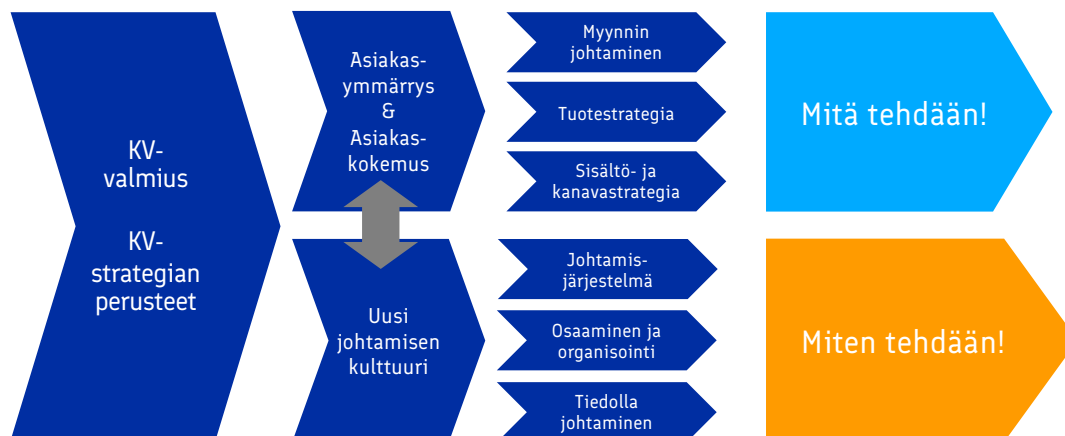 KV-
valmius
KV-
strategian
perusteet
Asiakas-
ymmärrys
&
Asiakas-
kokemus
Myynnin
johtaminen
Tuotestrategia
Sisältö- ja
kanavastrategia
Mitä tehdään!
Uusi
johtamisen
kulttuuri
Johtamis-
järjestelmä
Osaaminen ja
organisointi
Tiedolla
johtaminen
Miten tehdään!